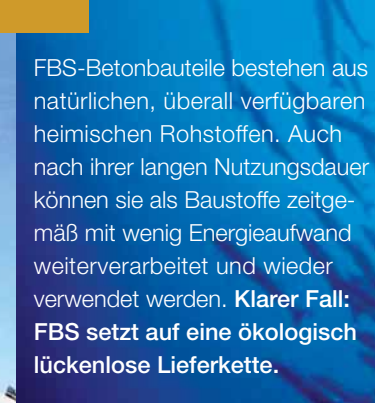 FBS-Betonbauteile bestehen aus
natürlichen, überall verfügbaren
heimischen Rohstoffen. Auch
nach ihrer langen Nutzungsdauer
können sie als Baustoffe zeitge-
mäß mit wenig Energieaufwand
weiterverarbeitet und wieder
verwendet werden. Klarer Fall:
FBS setzt auf eine ökologisch
lückenlose Lieferkette.